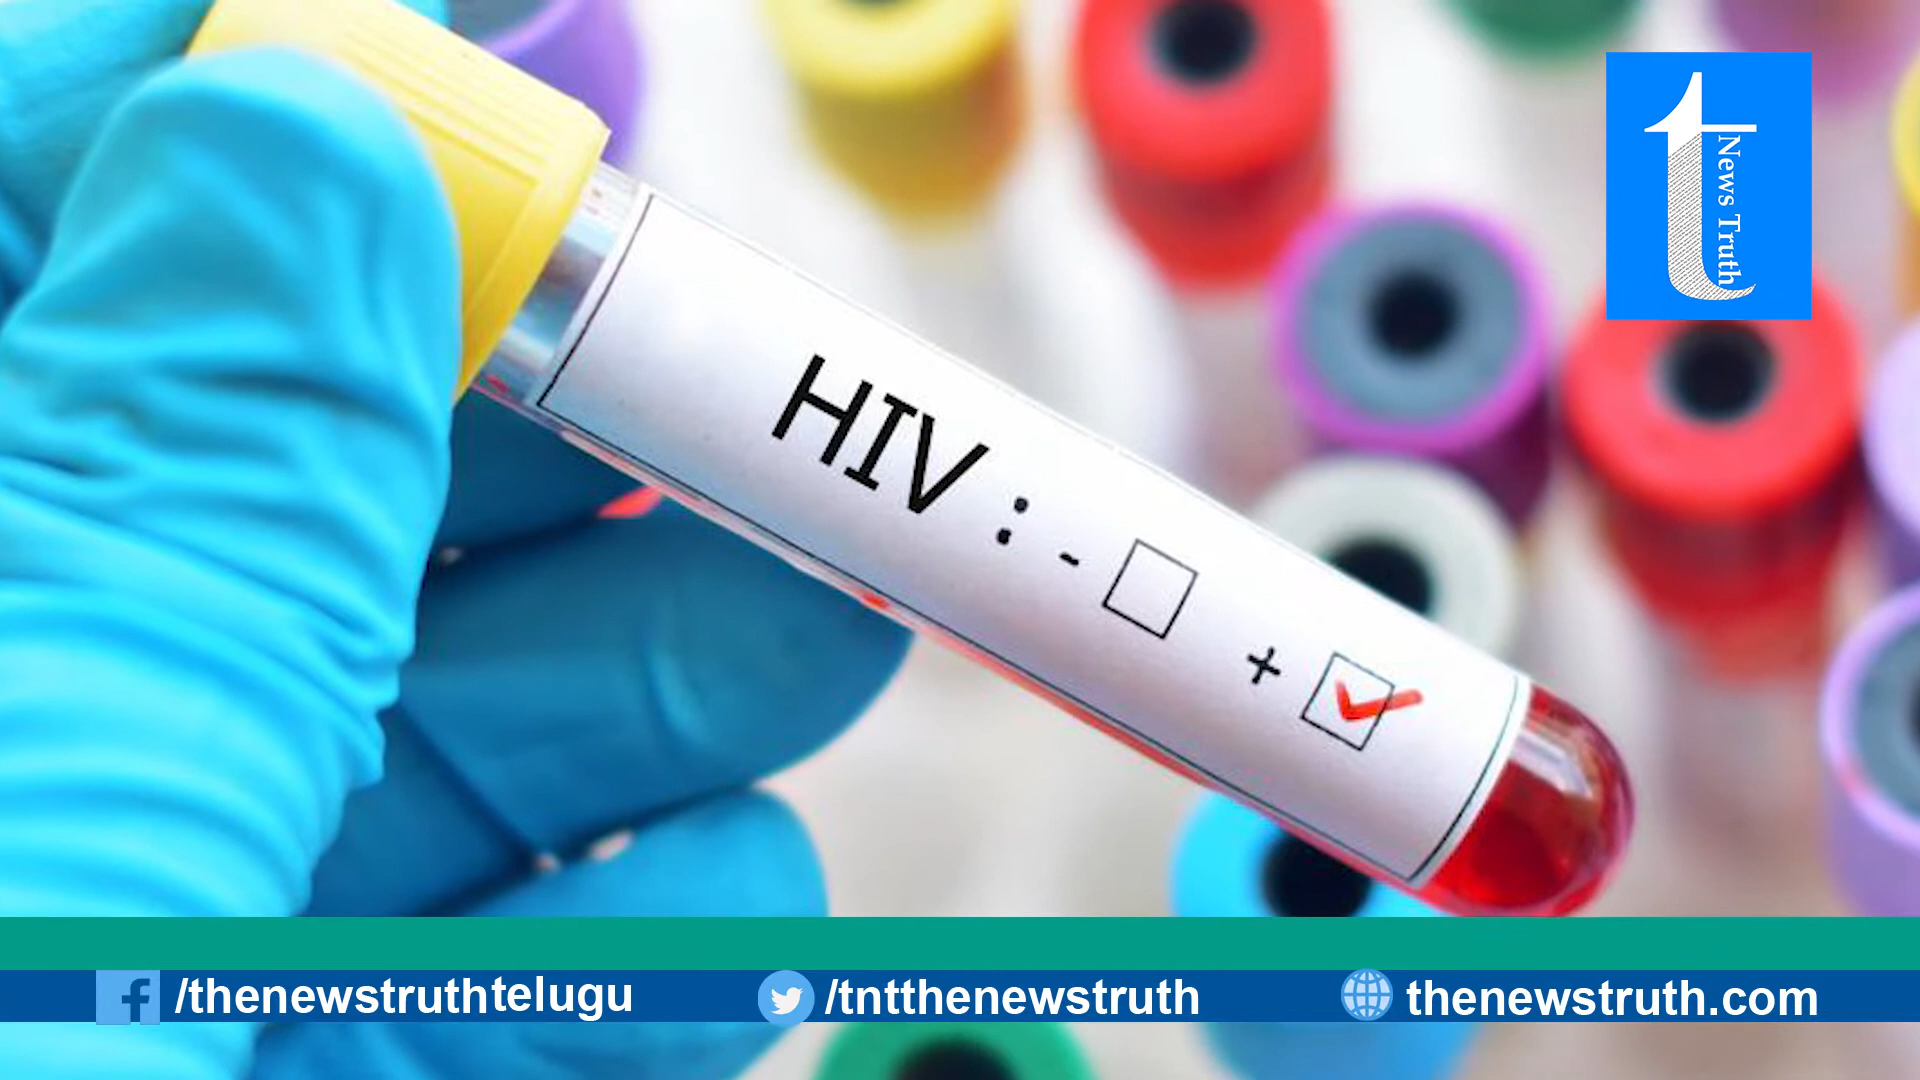 News Truth
HIV : - +
/thenewstruthtelugu
/tntthenewstruth
thenewstruth.com